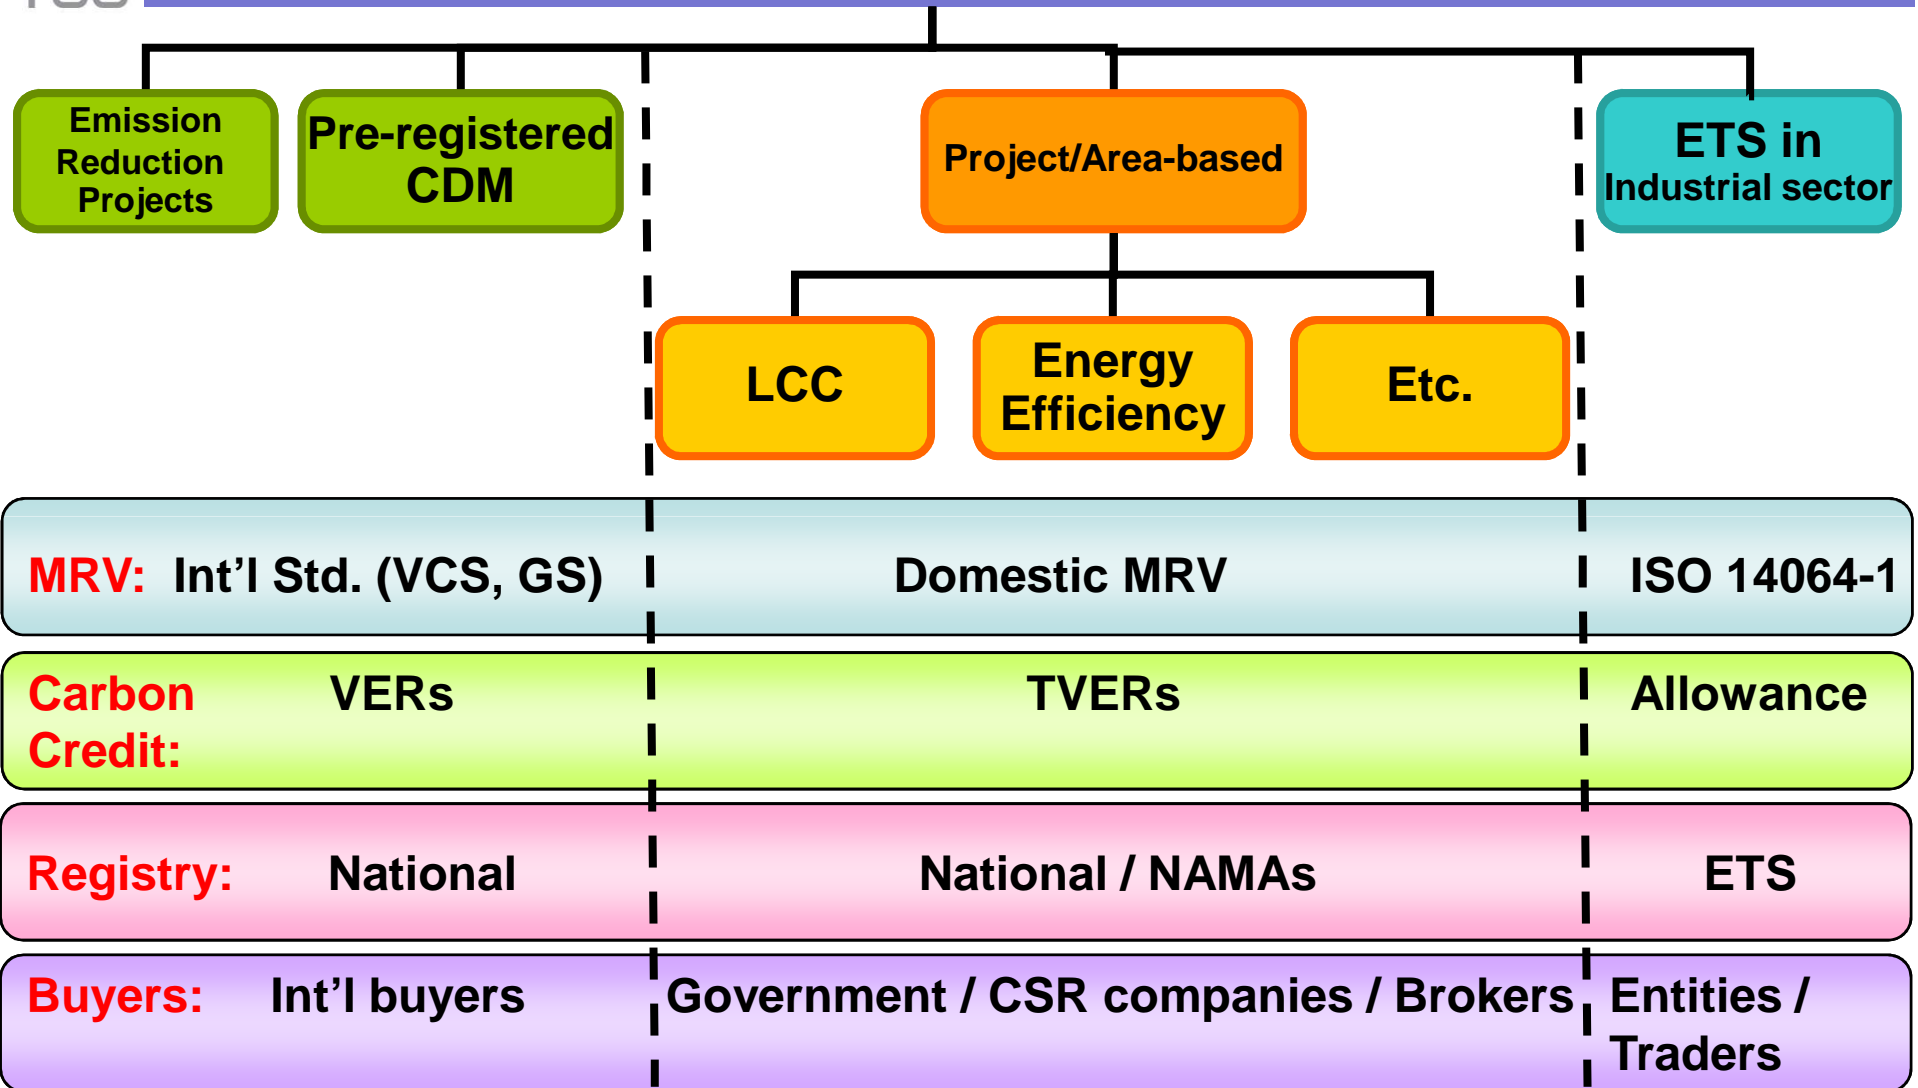 Emission
Reduction
Projects
Pre-registered
CDM
Project/Area-based
ETS in
Industrial sector
LCC
Energy
Efficiency
Etc.
MRV: Int’l Std. (VCS, GS) Domestic MRV ISO 14064-1
Carbon VERs TVERs Allowance
Credit:
Registry: National National / NAMAs ETS
Buyers: Int’l buyers Government / CSR companies / Brokers Entities /
Traders